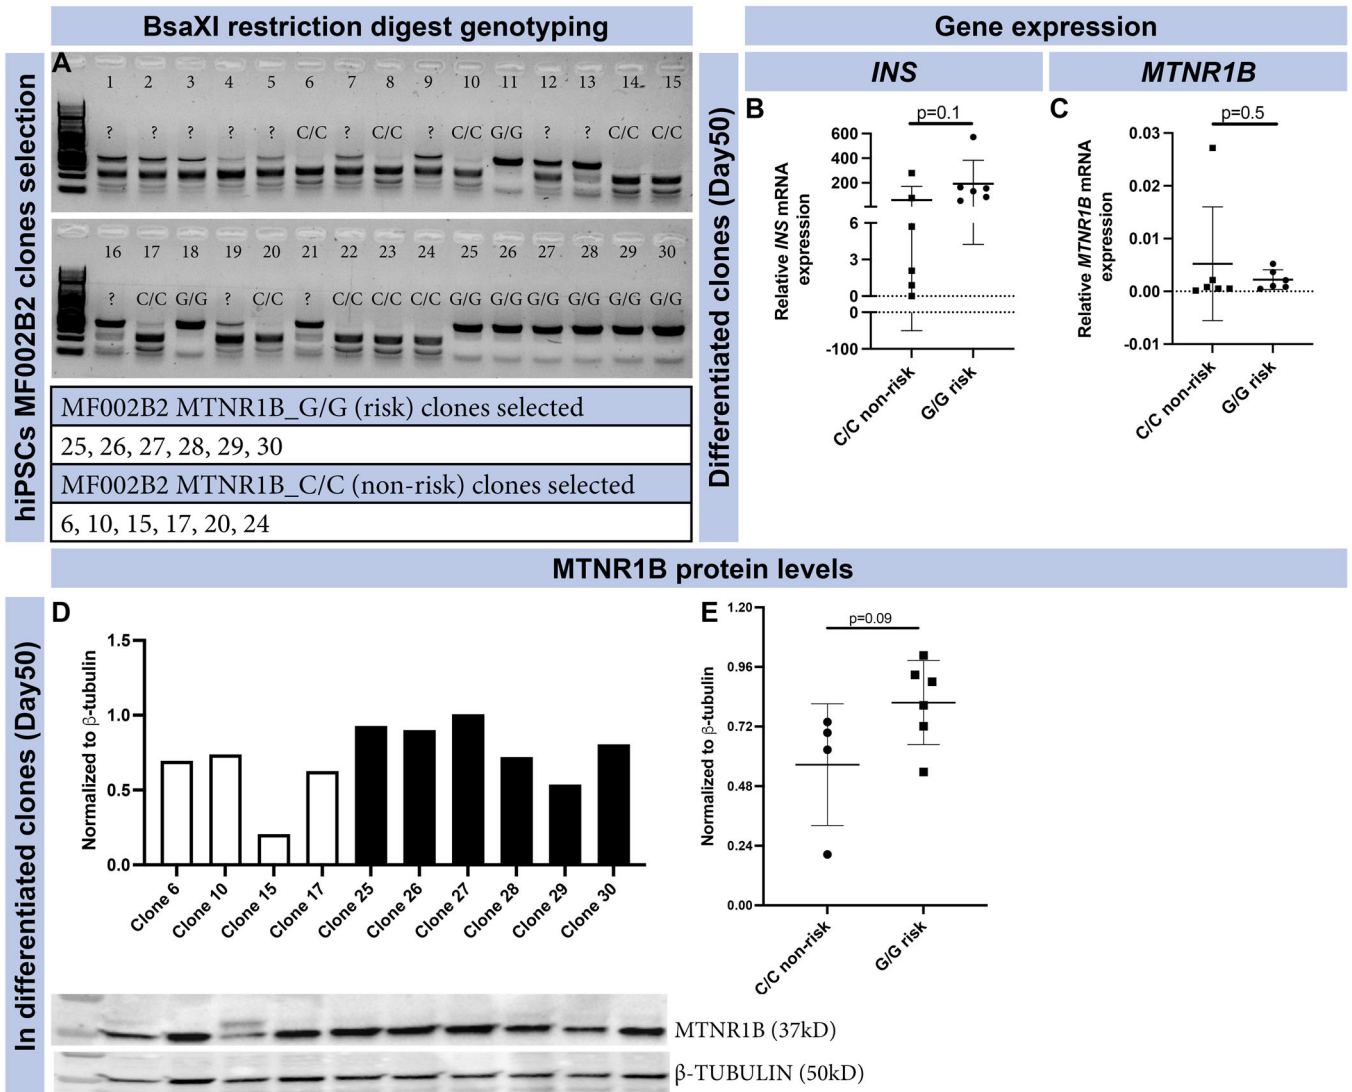 BsaXI restriction digest genotyping
Gene expression
hiPSCs MF002B2 clones selection
A
1 2 3 4 5 6 7 8 9 10 11 12 13 14 15
? ? ? ? ? C/C ? C/C ? C/C G/G ? ? C/C C/C
16 17 18 19 20 21 22 23 24 25 26 27 28 29 30
? C/C G/G ? C/C ? C/C C/C C/C G/G G/G G/G G/G G/G G/G
MF002B2 MTNR1B_G/G (risk) clones selected
25, 26, 27, 28, 29, 30
MF002B2 MTNR1B_C/C (non-risk) clones selected
6, 10, 15, 17, 20, 24
Differentiated clones (Day50)
INS
MTNR1B
B
p=0.1
Relative INS mRNA
expression
600
400
200
6
3
0
0
-100
C/C non-risk
G/G risk
C
p=0.5
Relative MTNR1B mRNA
expression
0.03
0.02
0.01
0.00
-0.01
C/C non-risk
G/G risk
MTNR1B protein levels
In differentiated clones (Day50)
D
Normalized to β-tubulin
1.5
1.0
0.5
0.0
Clone 6
Clone 10
Clone 15
Clone 17
Clone 25
Clone 26
Clone 27
Clone 28
Clone 29
Clone 30
MTNR1B (37kD)
β-TUBULIN (50kD)
E
p=0.09
Normalized to β-tubulin
1.20
0.96
0.72
0.48
0.24
0.00
C/C non-risk
G/G risk